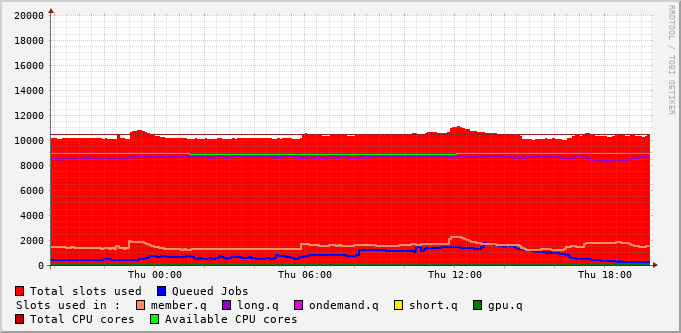 20000
18000
16000
14000
12000
10000
8000
6000
4000
2000
0
Thu 00:00 Thu 06:00 Thu 12:00 Thu 18:00
Total slots used Queued Jobs
Slots used in : member.q long.q ondemand.q short.q gpu.q
Total CPU cores Available CPU cores
RRDTOOL / TOBI OETIKER